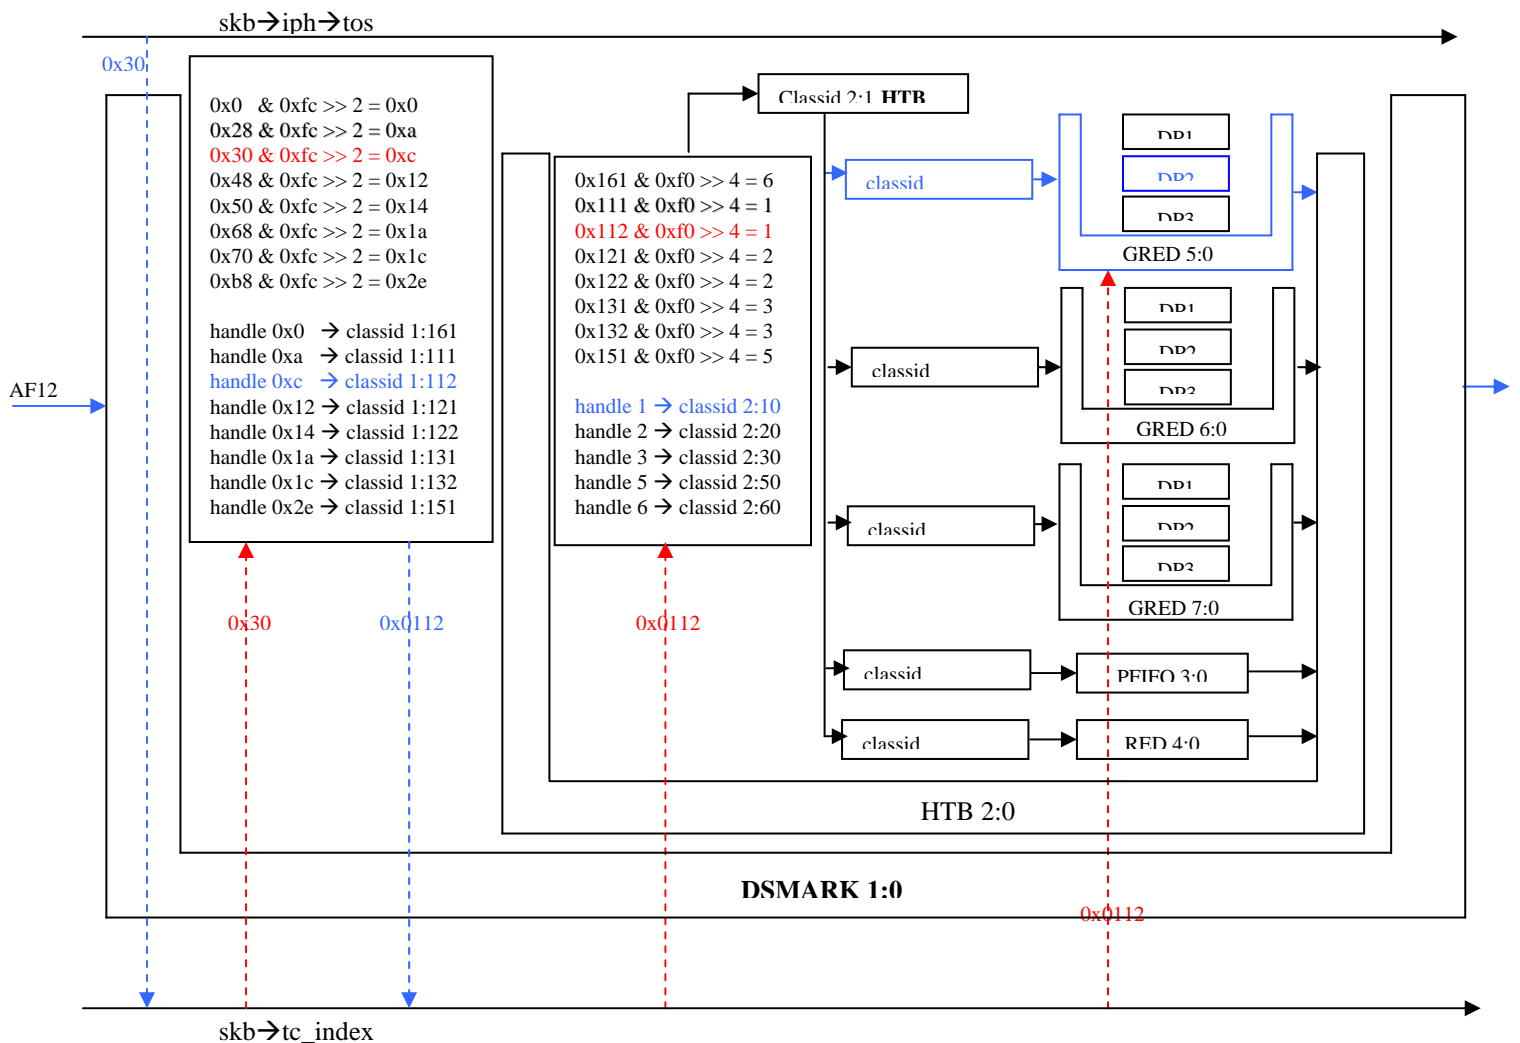 skb→iph→tos
0x30
0x0 & 0xfc >> 2 = 0x0
0x28 & 0xfc >> 2 = 0xa
0x30 & 0xfc >> 2 = 0xc
0x48 & 0xfc >> 2 = 0x12
0x50 & 0xfc >> 2 = 0x14
0x68 & 0xfc >> 2 = 0x1a
0x70 & 0xfc >> 2 = 0x1c
0xb8 & 0xfc >> 2 = 0x2e
handle 0x0 → classid 1:161
handle 0xa → classid 1:111
handle 0xc → classid 1:112
handle 0x12 → classid 1:121
handle 0x14 → classid 1:122
handle 0x1a → classid 1:131
handle 0x1c → classid 1:132
handle 0x2e → classid 1:151
AF12
0x30
0x0112
Classid 2:1 HTB
0x161 & 0xf0 >> 4 = 6
0x111 & 0xf0 >> 4 = 1
0x112 & 0xf0 >> 4 = 1
0x121 & 0xf0 >> 4 = 2
0x122 & 0xf0 >> 4 = 2
0x131 & 0xf0 >> 4 = 3
0x132 & 0xf0 >> 4 = 3
0x151 & 0xf0 >> 4 = 5
handle 1 → classid 2:10
handle 2 → classid 2:20
handle 3 → classid 2:30
handle 5 → classid 2:50
handle 6 → classid 2:60
0x0112
classid
DP1
DP2
DP3
GRED 5:0
classid
DP1
DP2
DP3
GRED 6:0
classid
DP1
DP2
DP3
GRED 7:0
classid
PFIFO 3:0
classid
RED 4:0
HTB 2:0
DSMARK 1:0
0x0112
skb→tc_index